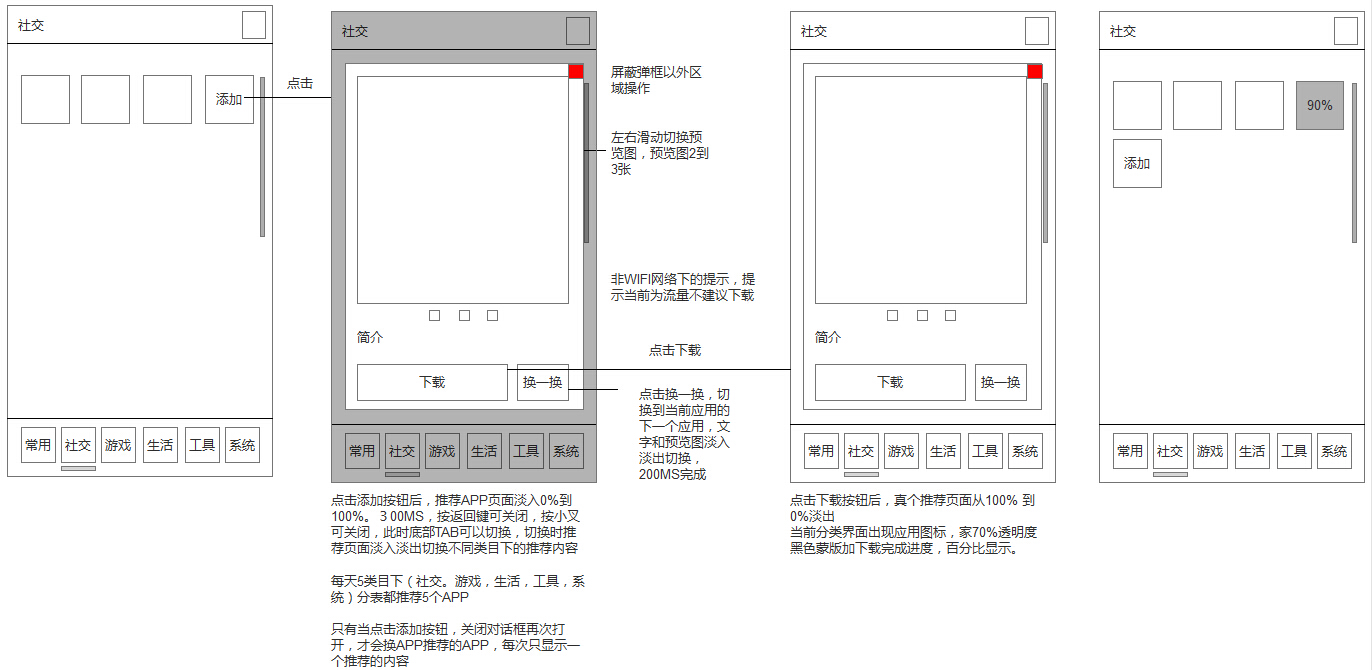 社交
添加
常用
社交
游戏
生活
工具
系统
点击
社交
简介
下载
换一换
常用
社交
游戏
生活
工具
系统
点击添加按钮后，推荐APP页面淡入0%到
100%。３00MS，按返回键可关闭，按小叉
可关闭，此时底部TAB可以切换，切换时推
荐页面淡入淡出切换不同类目下的推荐内容
每天5类目下（社交。游戏，生活，工具，系
统）分表都推荐5个APP
只有当点击添加按钮，关闭对话框再次打
开，才会换APP推荐的APP，每次只显示一
个推荐的内容
屏蔽弹框以外区
域操作
左右滑动切换预
览图，预览图2到
3张
非WIFI网络下的提示，提
示当前为流量不建议下载
点击下载
点击换一换，切
换到当前应用的
下一个应用，文
字和预览图淡入
淡出切换，
200MS完成
社交
简介
下载
换一换
常用
社交
游戏
生活
工具
系统
点击下载按钮后，真个推荐页面从100% 到
0%淡出
当前分类界面出现应用图标，家70%透明度
黑色蒙版加下载完成进度，百分比显示。
社交
90%
添加
常用
社交
游戏
生活
工具
系统